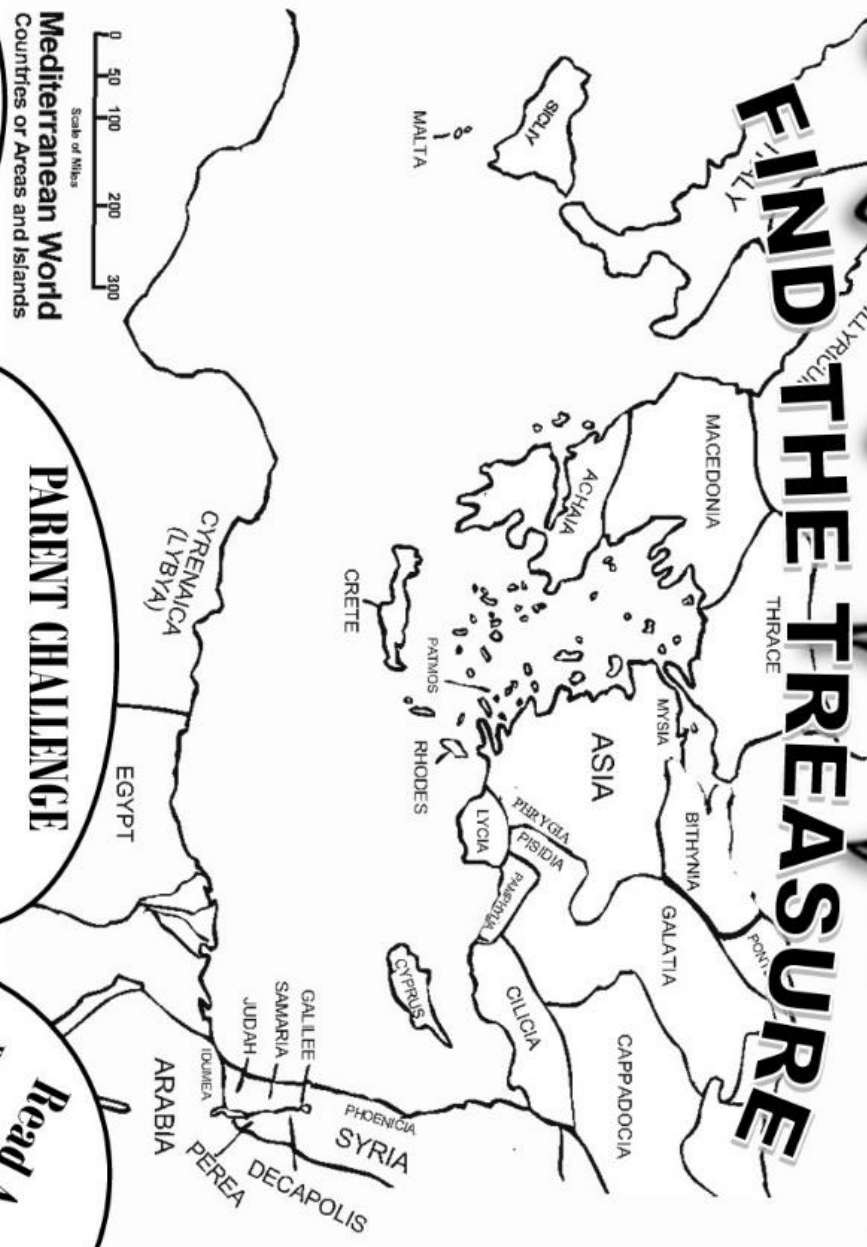 FIND THE TREASURE
ITALY
ILLYRICUM
MACEDONIA
THRACE
SICLIY
MALTA
ACHAIA
MYSIA
BITHYNIA
ASIA
GALATIA
CAPPADOCIA
PHRYGIA
PISIDIA
PAMPHYLIA
LYCIA
CILICIA
CRETE
PATMOS
RHODES
CYPRUS
CYRENAICA
(LYBYA)
EGYPT
GALILEE
SAMARIA
JUDAH
IDUMEA
ARABIA
PHOENICIA
SYRIA
DECAPOLIS
PEREA
Scale of Miles
0 50 100 200 300
Mediterranean World
Countries or Areas and Islands
PARENT CHALLENGE
Read